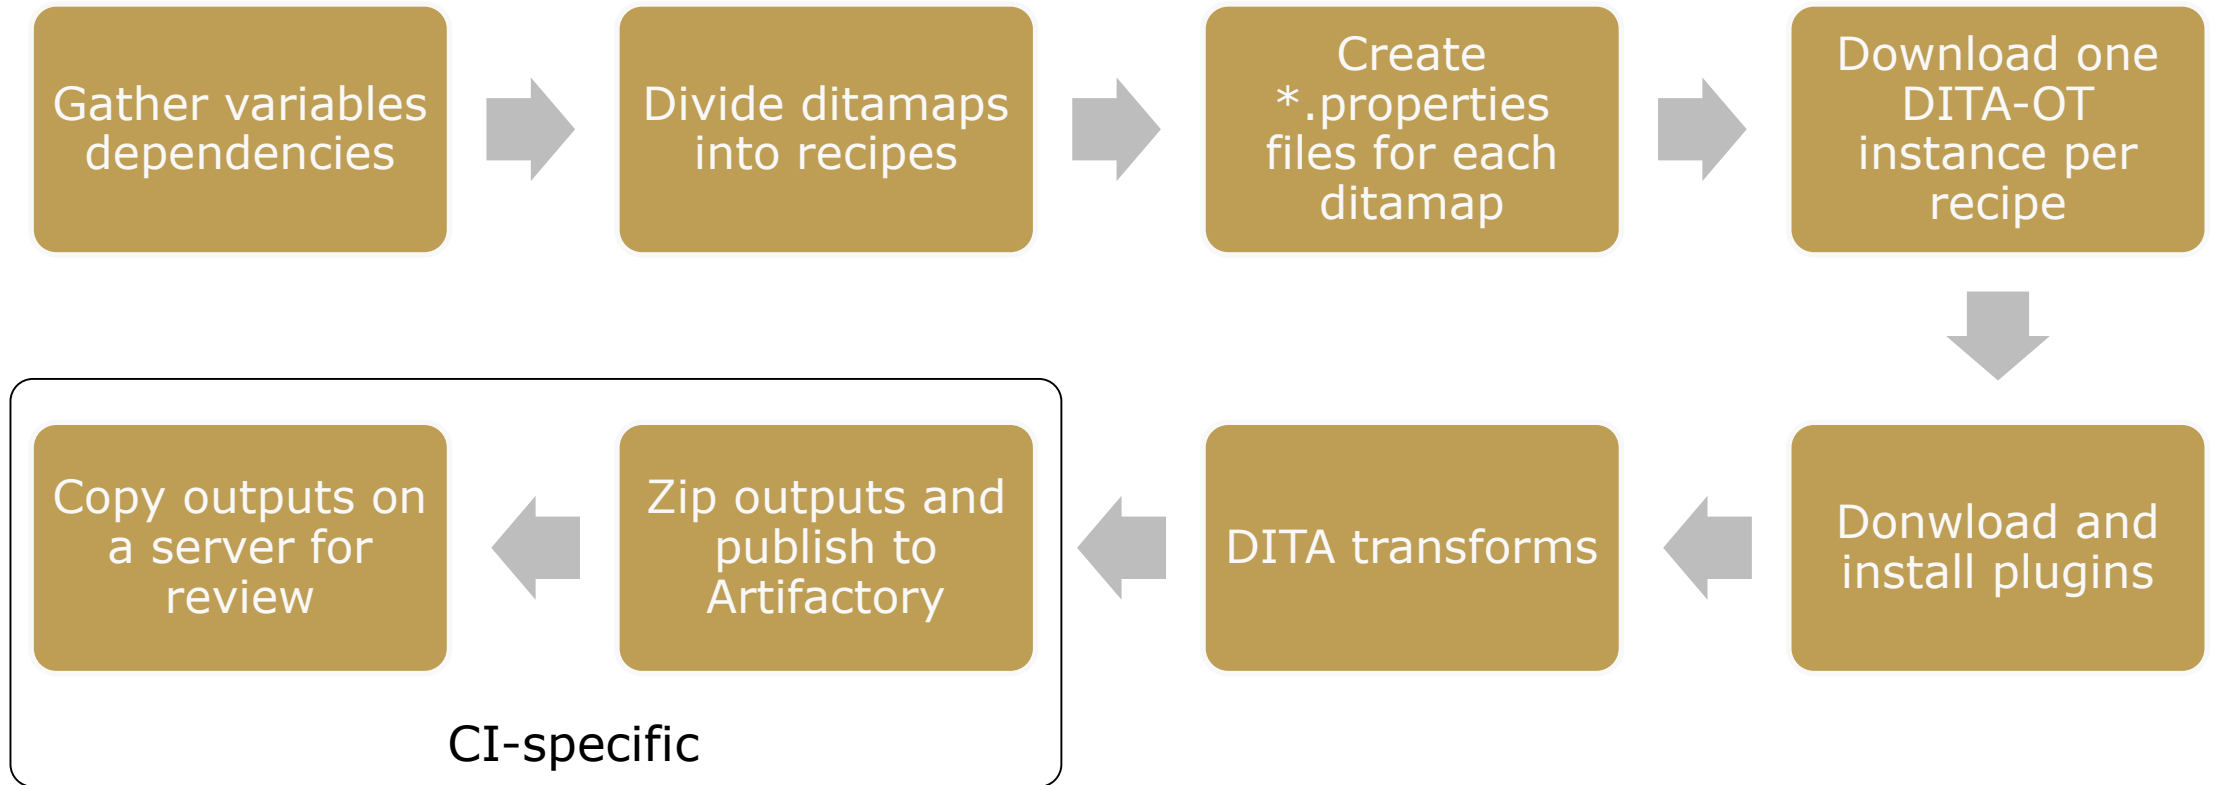 Gather variables
dependencies
Divide ditamaps
into recipes
Create
*.properties
files for each
ditamap
Download one
DITA-OT
instance per
recipe
Donwload and
install plugins
DITA transforms
Zip outputs and
publish to
Artifactory
Copy outputs on
a server for
review
CI-specific